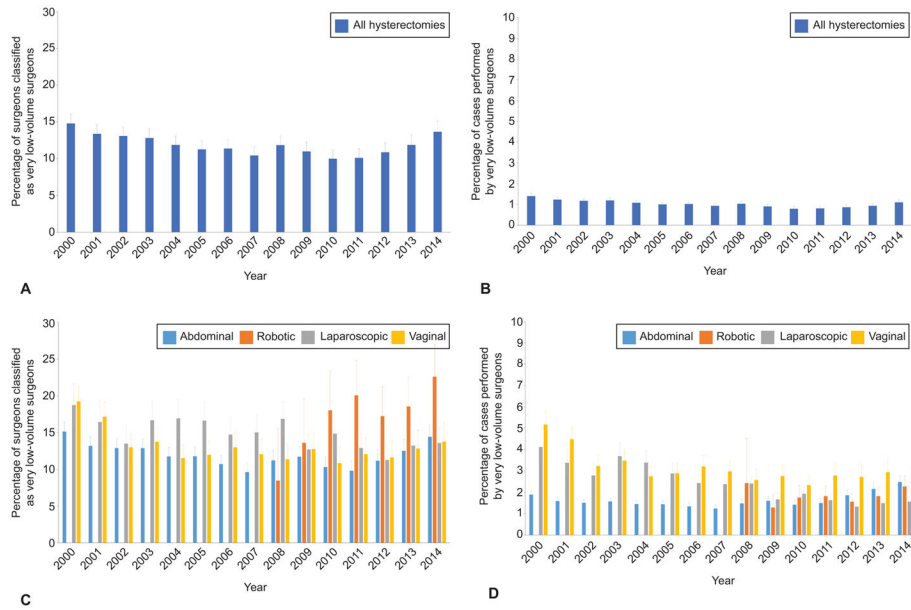 All hysterectomies
Percentage of surgeons classified
as very low-volume surgeons
30
25
20
15
10
5
0
2000 2001 2002 2003 2004 2005 2006 2007 2008 2009 2010 2011 2012 2013 2014
Year
A
All hysterectomies
Percentage of cases performed
by very low-volume surgeons
10
9
8
7
6
5
4
3
2
1
0
2000 2001 2002 2003 2004 2005 2006 2007 2008 2009 2010 2011 2012 2013 2014
Year
B
Abdominal Robotic Laparoscopic Vaginal
Percentage of surgeons classified
as very low-volume surgeons
30
25
20
15
10
5
0
2000 2001 2002 2003 2004 2005 2006 2007 2008 2009 2010 2011 2012 2013 2014
Year
C
Abdominal Robotic Laparoscopic Vaginal
Percentage of cases performed
by very low-volume surgeons
10
9
8
7
6
5
4
3
2
1
0
2000 2001 2002 2003 2004 2005 2006 2007 2008 2009 2010 2011 2012 2013 2014
Year
D